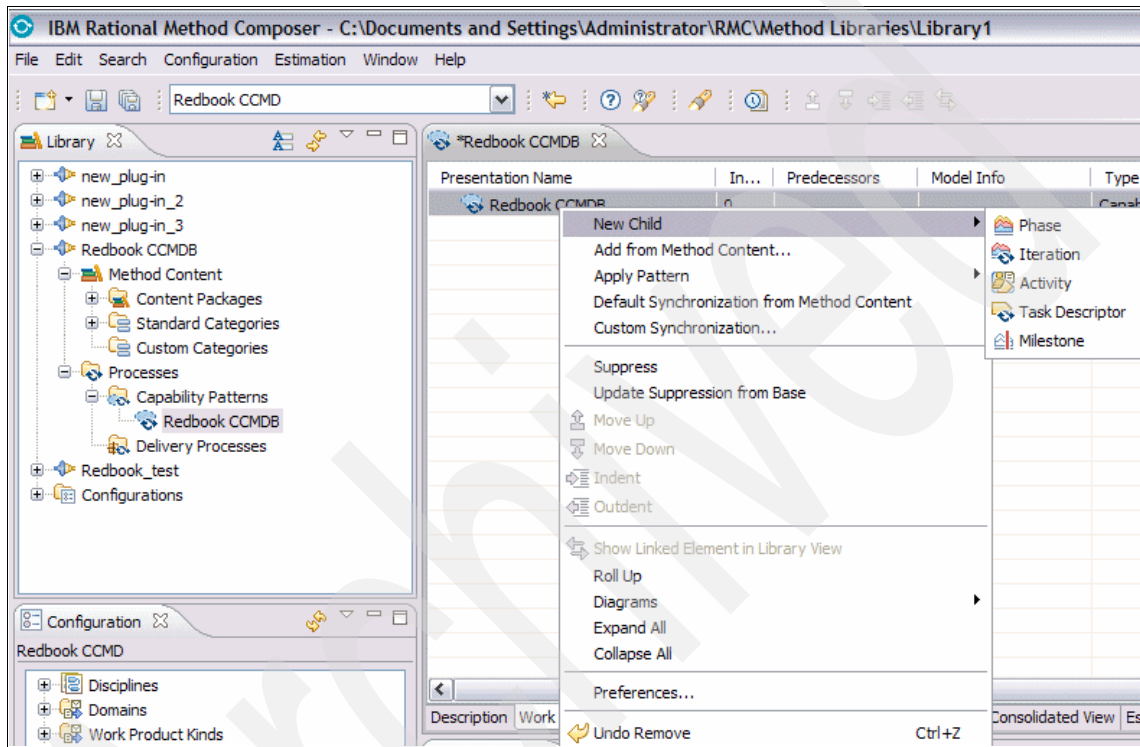 IBM Rational Method Composer - C:\Documents and Settings\Administrator\RMC\Method Libraries\Library1
File Edit Search Configuration Estimation Window Help
Redbook CCMD
Library
new_plug-in
new_plug-in_2
new_plug-in_3
Redbook CCMDB
Method Content
Content Packages
Standard Categories
Custom Categories
Processes
Capability Patterns
Redbook CCMDB
Delivery Processes
Redbook_test
Configurations
Configuration
Redbook CCMD
Disciplines
Domains
Work Product Kinds
*Redbook CCMDB
Presentation Name In... Predecessors Model Info Type
Redbook CCMDB 0 Capab
New Child
Add from Method Content...
Apply Pattern
Default Synchronization from Method Content
Custom Synchronization...
Suppress
Update Suppression from Base
Move Up
Move Down
Indent
Outdent
Show Linked Element in Library View
Roll Up
Diagrams
Expand All
Collapse All
Preferences...
Undo Remove Ctrl+Z
Phase
Iteration
Activity
Task Descriptor
Milestone
Description Work Consolidated View Es